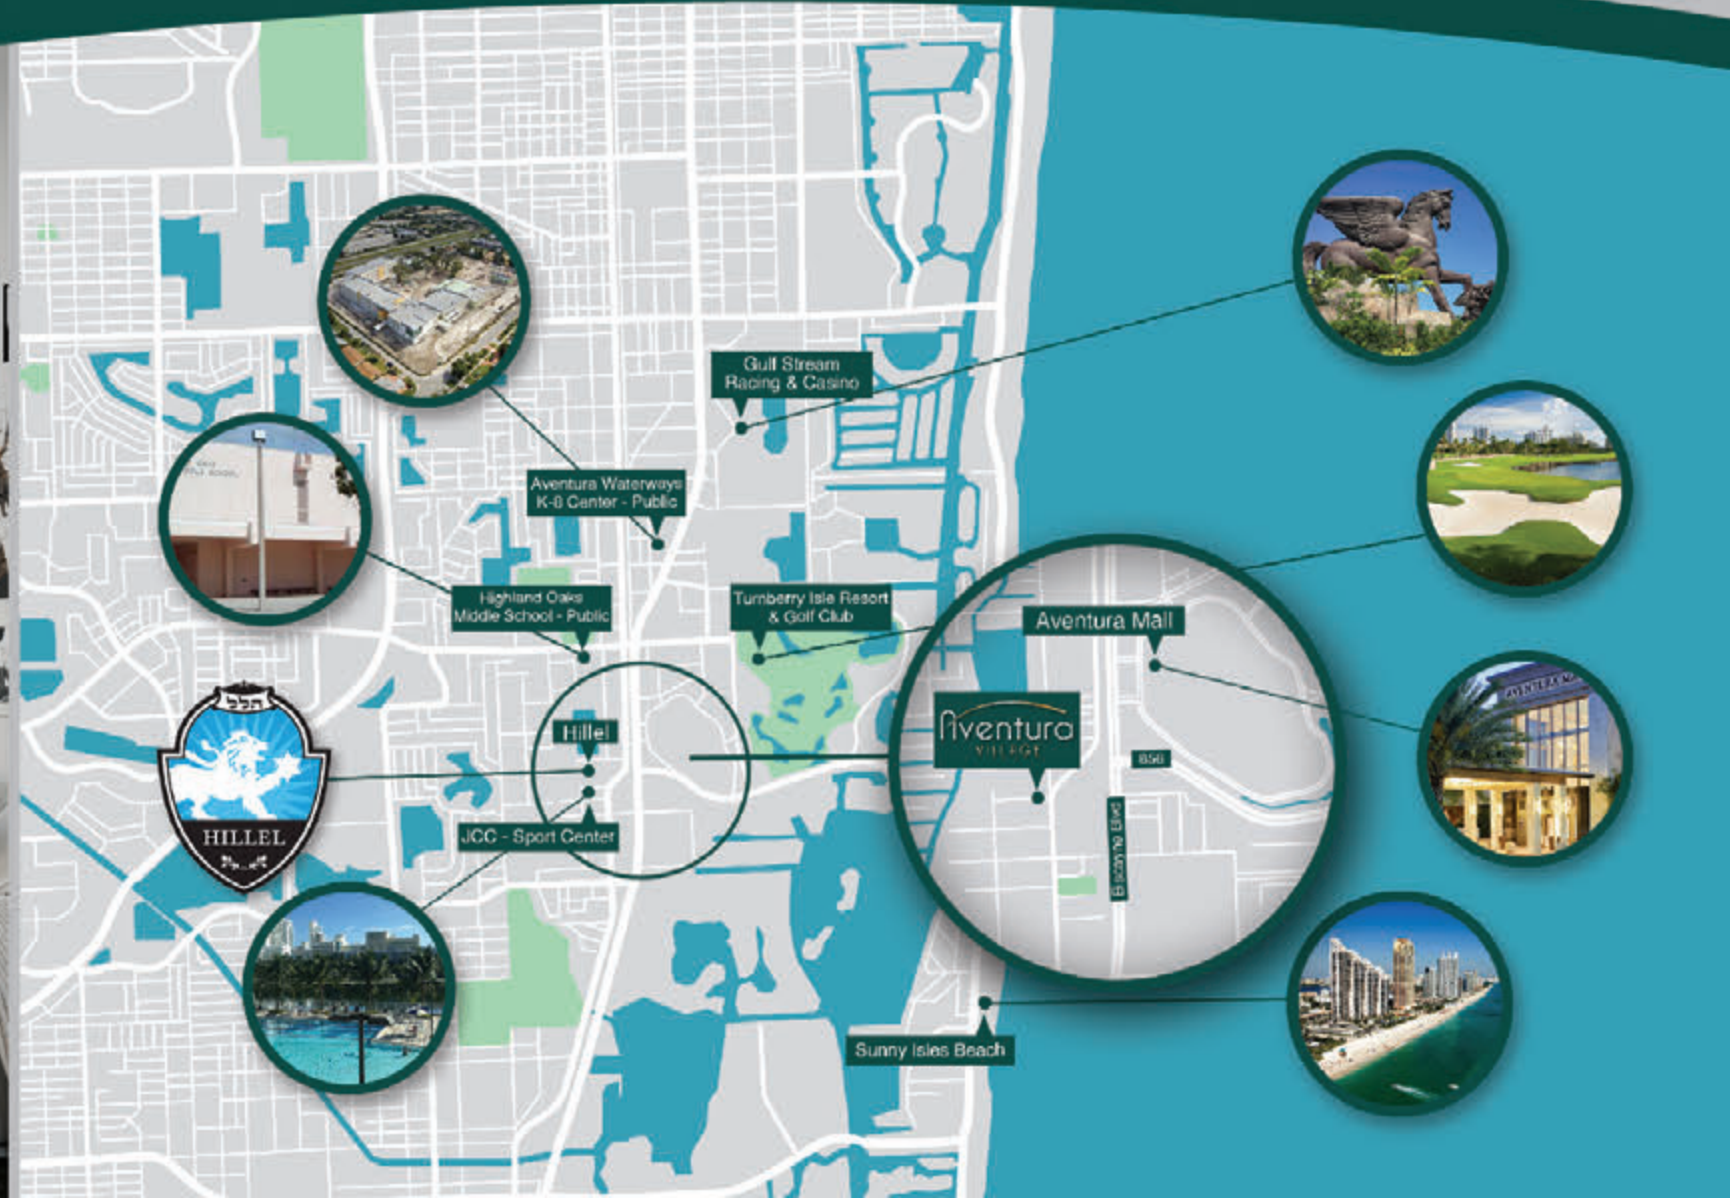 Gulf Stream
Racing & Casino
Aventura Waterways
K-8 Center - Public
Highland Oaks
Middle School - Public
Turnberry Isle Resort
& Golf Club
Aventura Mall
Aventura
VILLAGE
856
Biscayne Blvd
הלל
Hillel
HILLEL
JCC - Sport Center
Sunny Isles Beach